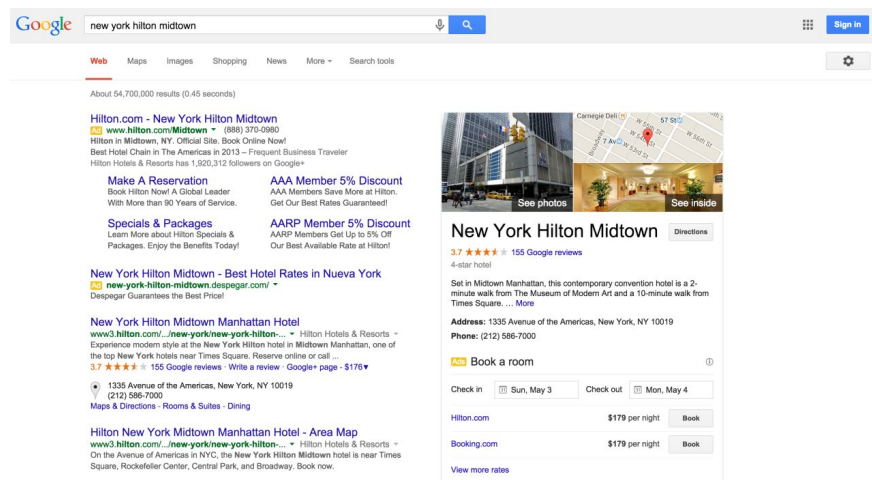 Google
new york hilton midtown
Sign in
Web Maps Images Shopping News More Search tools
About 54,700,000 results (0.45 seconds)
Hilton.com - New York Hilton Midtown
Ad www.hilton.com/Midtown (888) 370-0980
Hilton in Midtown, NY. Official Site. Book Online Now!
Best Hotel Chain in The Americas in 2013 – Frequent Business Traveler
Hilton Hotels & Resorts has 1,920,312 followers on Google+
Make A Reservation
Book Hilton Now! A Global Leader
With More than 90 Years of Service.
AAA Member 5% Discount
AAA Members Save More at Hilton.
Get Our Best Rates Guaranteed!
Specials & Packages
Learn More about Hilton Specials &
Packages. Enjoy the Benefits Today!
AARP Member 5% Discount
AARP Members Get Up to 5% Off
Our Best Available Rate at Hilton!
New York Hilton Midtown - Best Hotel Rates in Nueva York
Ad new-york-hilton-midtown.despegar.com/
Despegar Guarantees the Best Price!
New York Hilton Midtown Manhattan Hotel
www3.hilton.com/.../new-york/new-york-hilton-... Hilton Hotels & Resorts
Experience modern style at the New York Hilton hotel in Midtown Manhattan, one of
the top New York hotels near Times Square. Reserve online or call ...
3.7 ★★★★★ 155 Google reviews · Write a review · Google+ page - $176▼
1335 Avenue of the Americas, New York, NY 10019
(212) 586-7000
Maps & Directions - Rooms & Suites - Dining
Hilton New York Midtown Manhattan Hotel - Area Map
www3.hilton.com/.../new-york/new-york-hilton-... Hilton Hotels & Resorts
On the Avenue of Americas in NYC, the New York Hilton Midtown hotel is near Times
Square, Rockefeller Center, Central Park, and Broadway. Book now.
See photos
Carnegie Deli
57 St
W 55th St
W 56th St
W 54th St
7 Av
W 53rd St
Broadway
See inside
New York Hilton Midtown
Directions
3.7 ★★★★★ 155 Google reviews
4-star hotel
Set in Midtown Manhattan, this contemporary convention hotel is a 2-
minute walk from The Museum of Modern Art and a 10-minute walk from
Times Square. … More
Address: 1335 Avenue of the Americas, New York, NY 10019
Phone: (212) 586-7000
Ads Book a room
Check in Sun, May 3 Check out Mon, May 4
Hilton.com $179 per night Book
Booking.com $179 per night Book
View more rates